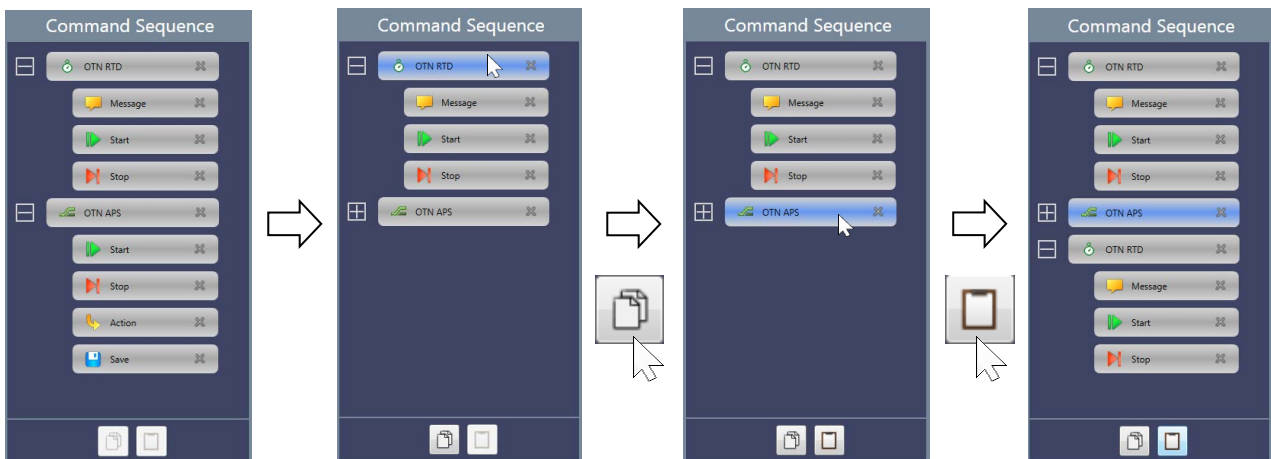 Command Sequence
OTN RTD
Message
Start
Stop
OTN APS
Start
Stop
Action
Save
Command Sequence
OTN RTD
Message
Start
Stop
OTN APS
Command Sequence
OTN RTD
Message
Start
Stop
OTN APS
Command Sequence
OTN RTD
Message
Start
Stop
OTN APS
OTN RTD
Message
Start
Stop